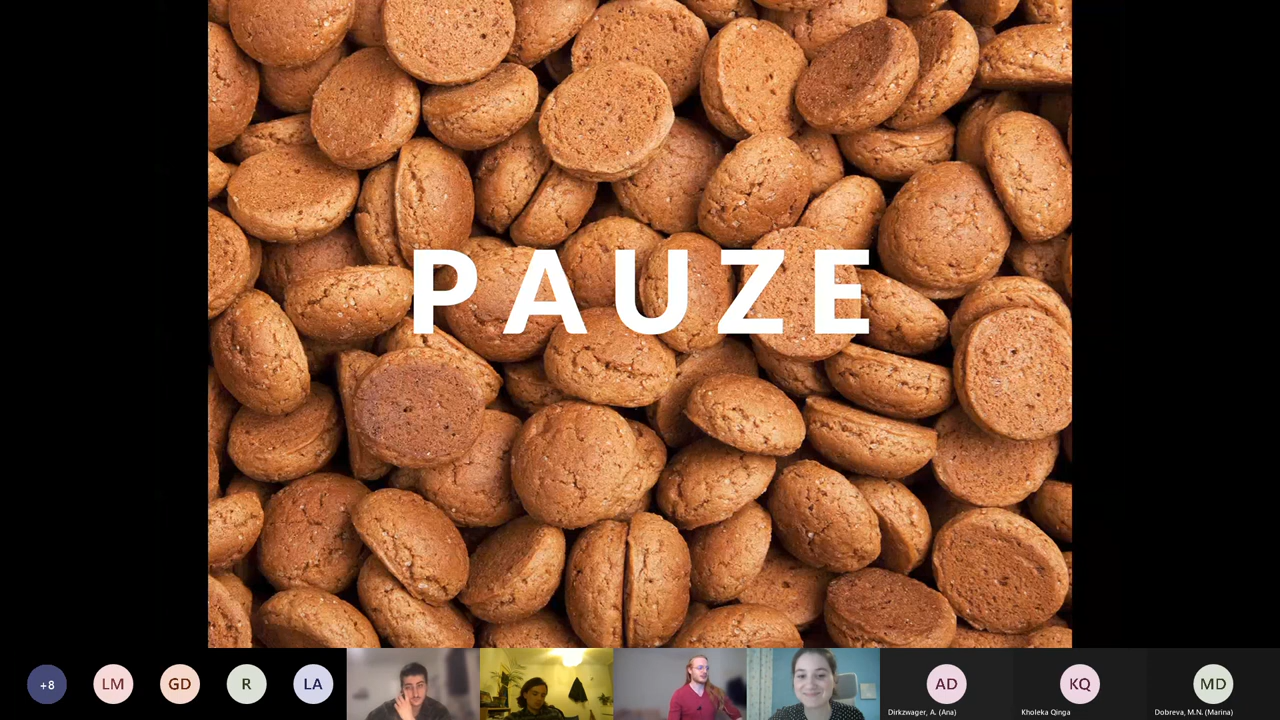 PAUZE
+8
LM
GD
R
LA
AD
KQ
MD
Dirkzwager, A. (Ana)
Kholeka Qinga
Dobreva, M.N. (Marina)